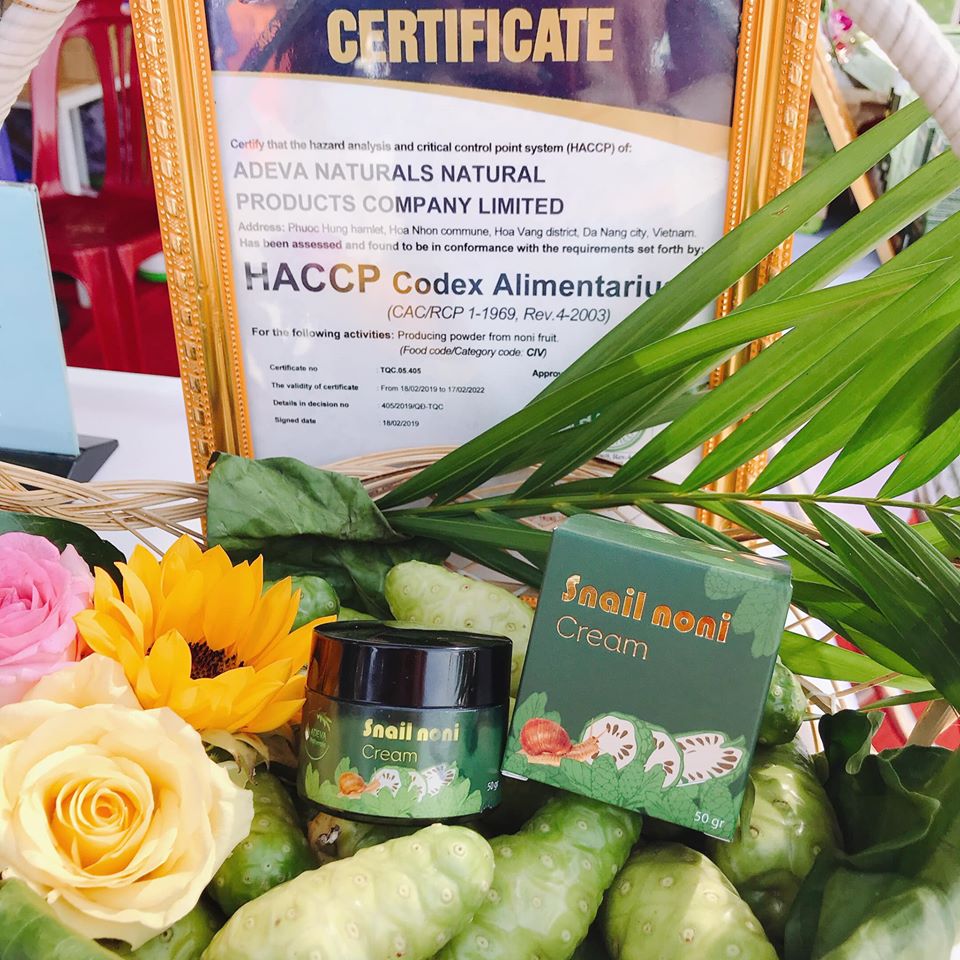 CERTIFICATE
Certify that the hazard analysis and critical control point system (HACCP) of:
ADEVA NATURALS NATURAL
PRODUCTS COMPANY LIMITED
Address: Phuoc Hung hamlet, Hoa Nhon commune, Hoa Vang district, Da Nang city, Vietnam.
Has been assessed and found to be in conformance with the requirements set forth by:
HACCP Codex Alimentariu
(CAC/RCP 1-1969, Rev.4-2003)
For the following activities: Producing powder from noni fruit.
(Food code/Category code: CIV)
Certificate no : TQC.05.405
Approv
The validity of certificate : From 18/02/2019 to 17/02/2022
Details in decision no : 405/2019/QĐ-TQC
Signed date : 18/02/2019
Snail noni
Cream
50 gr
ADEVA
Snail noni
Cream
50 gr